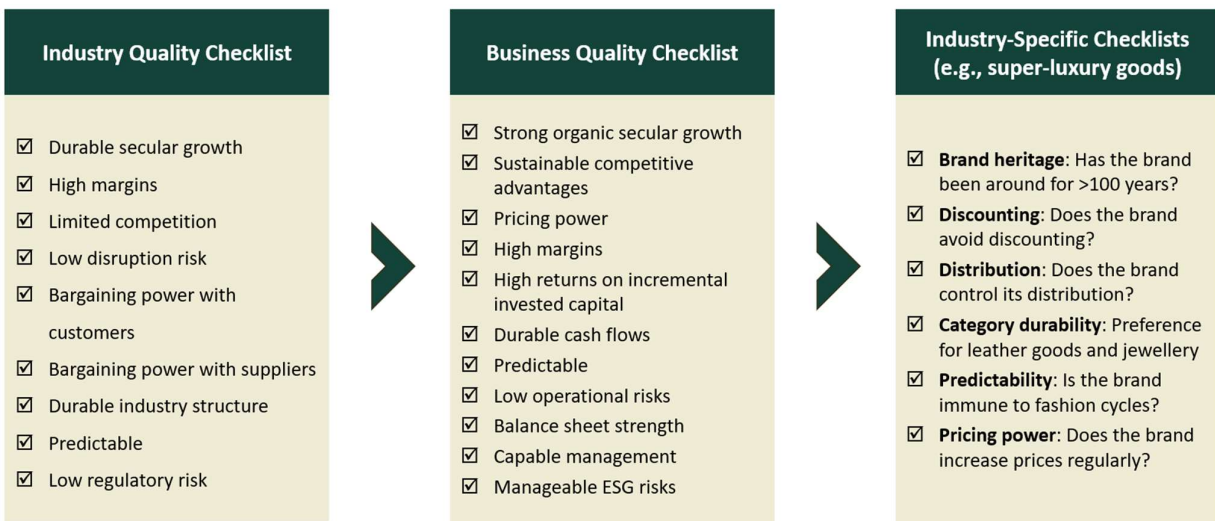 Industry Quality Checklist
Durable secular growth
High margins
Limited competition
Low disruption risk
Bargaining power with
customers
Bargaining power with suppliers
Durable industry structure
Predictable
Low regulatory risk
Business Quality Checklist
Strong organic secular growth
Sustainable competitive
advantages
Pricing power
High margins
High returns on incremental
invested capital
Durable cash flows
Predictable
Low operational risks
Balance sheet strength
Capable management
Manageable ESG risks
Industry-Specific Checklists
(e.g., super-luxury goods)
Brand heritage: Has the brand
been around for >100 years?
Discounting: Does the brand
avoid discounting?
Distribution: Does the brand
control its distribution?
Category durability: Preference
for leather goods and jewellery
Predictability: Is the brand
immune to fashion cycles?
Pricing power: Does the brand
increase prices regularly?